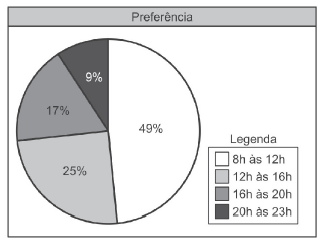 Preferência
9%
17%
49%
25%
Legenda
8h às 12h
12h às 16h
16h às 20h
20h às 23h